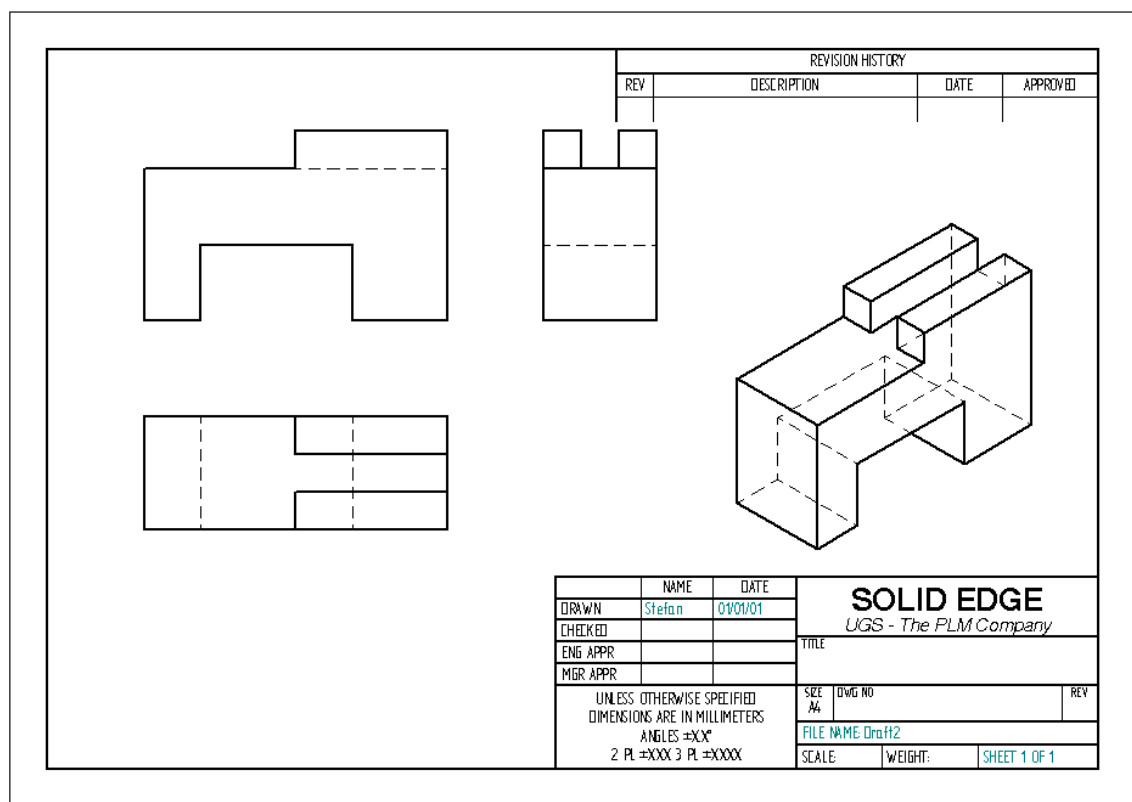 REVISION HISTORY
REV DESCRIPTION DATE APPROVED
NAME DATE
DRAWN Stefan 01/01/01
CHECKED
ENG APPR
MGR APPR
SOLID EDGE
UGS - The PLM Company
TITLE
UNLESS OTHERWISE SPECIFIED
DIMENSIONS ARE IN MILLIMETERS
ANGLES ±X.X°
2 PL ±X.XX 3 PL ±X.XXX
SIZE DWG NO REV
A4
FILE NAME: Draft2
SCALE: WEIGHT: SHEET 1 OF 1